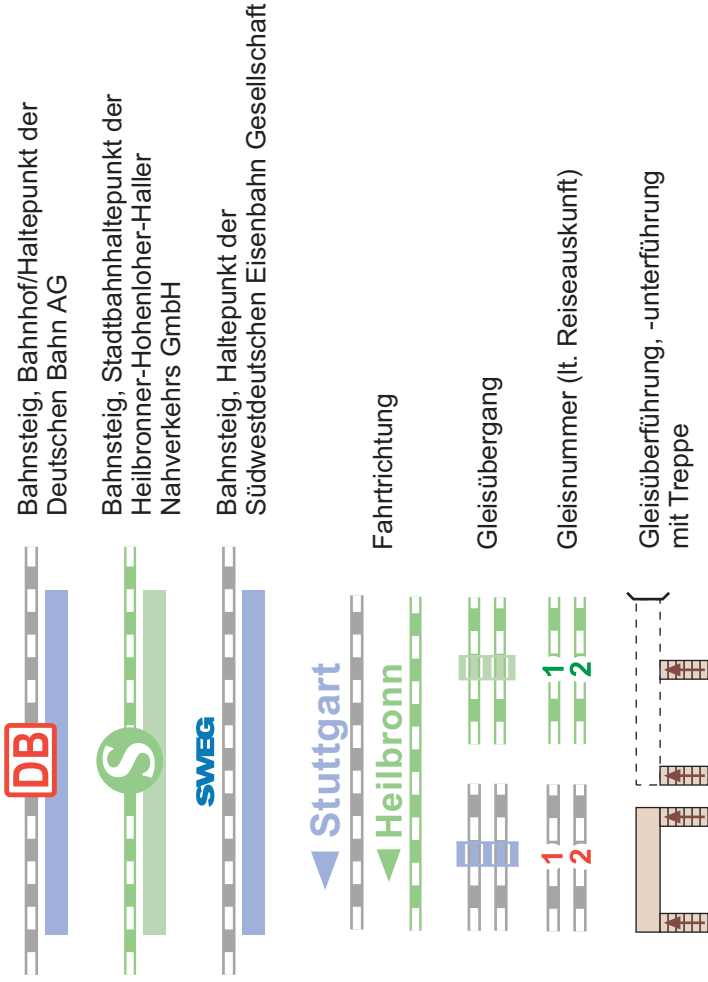 DB
Bahnsteig, Bahnhof/Haltepunkt der
Deutschen Bahn AG
S
Bahnsteig, Stadtbahnhaltepunkt der
Heilbronner-Hohenloher-Haller
Nahverkehrs GmbH
SWEG
Bahnsteig, Haltepunkt der
Südwestdeutschen Eisenbahn Gesellschaft
Stuttgart
Heilbronn
Fahrtrichtung
Gleisübergang
1 1
2 2
Gleisnummer (lt. Reiseauskunft)
Gleisüberführung, -unterführung
mit Treppe